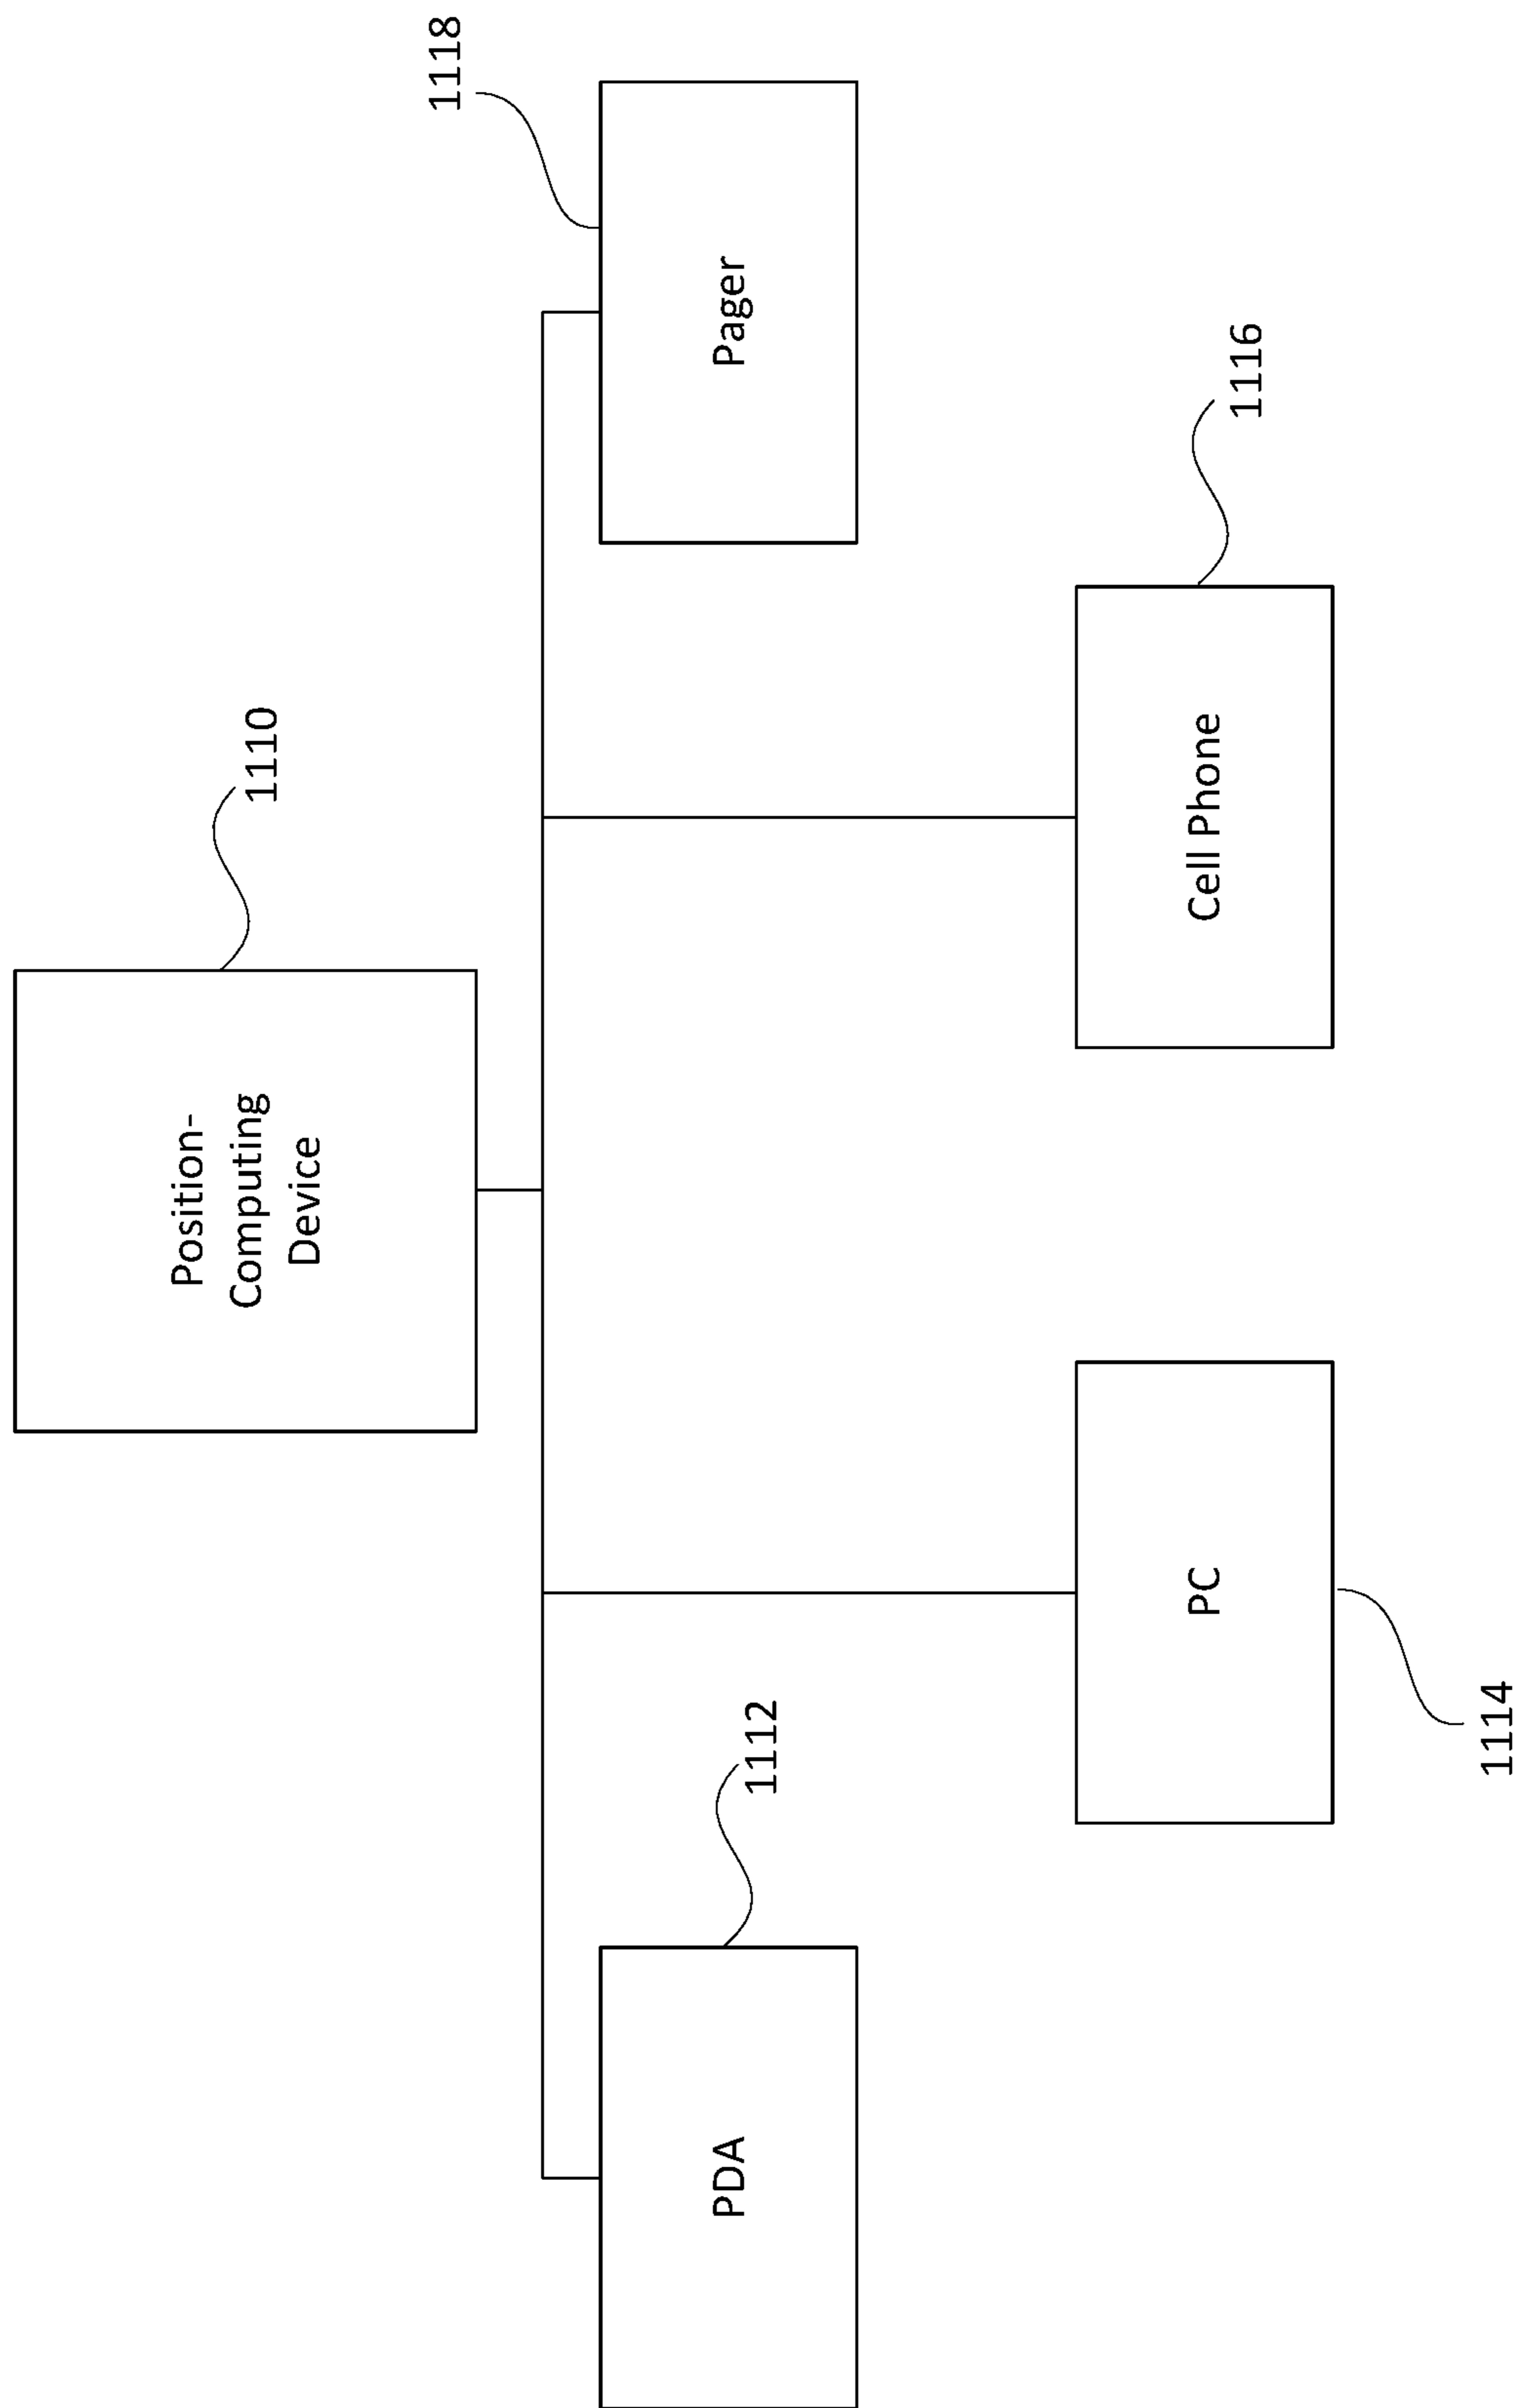 Position-
Computing
Device
1110
PDA
1112
Pager
1118
PC
1114
Cell Phone
1116